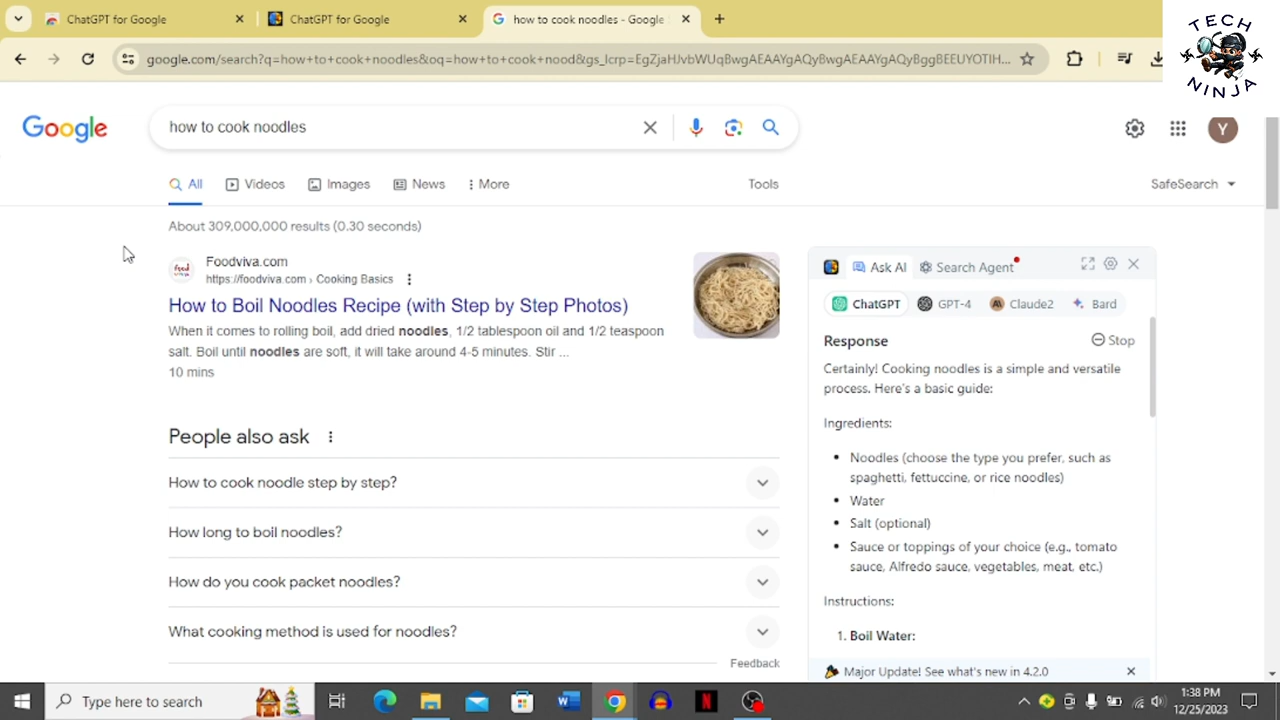 ChatGPT for Google
ChatGPT for Google
how to cook noodles - Google
TECH
NINJA
google.com/search?q=how+to+cook+noodles&oq=how+to+cook+nood&gs_lcrp=EgZjaHJvbWUqBwgAEAAYgAQyBwgAEAAYgAQyBggBEEUYOTIH...
Google
how to cook noodles
Y
All
Videos
Images
News
More
Tools
SafeSearch
About 309,000,000 results (0.30 seconds)
Foodviva.com
https://foodviva.com › Cooking Basics
How to Boil Noodles Recipe (with Step by Step Photos)
When it comes to rolling boil, add dried noodles, 1/2 tablespoon oil and 1/2 teaspoon
salt. Boil until noodles are soft, it will take around 4-5 minutes. Stir ...
10 mins
People also ask
How to cook noodle step by step?
How long to boil noodles?
How do you cook packet noodles?
What cooking method is used for noodles?
Feedback
Ask AI
Search Agent
ChatGPT
GPT-4
Claude2
Bard
Response
Stop
Certainly! Cooking noodles is a simple and versatile
process. Here's a basic guide:
Ingredients:
• Noodles (choose the type you prefer, such as
spaghetti, fettuccine, or rice noodles)
• Water
• Salt (optional)
• Sauce or toppings of your choice (e.g., tomato
sauce, Alfredo sauce, vegetables, meat, etc.)
Instructions:
1. Boil Water:
Major Update! See what's new in 4.2.0
Type here to search
1:38 PM
12/25/2023